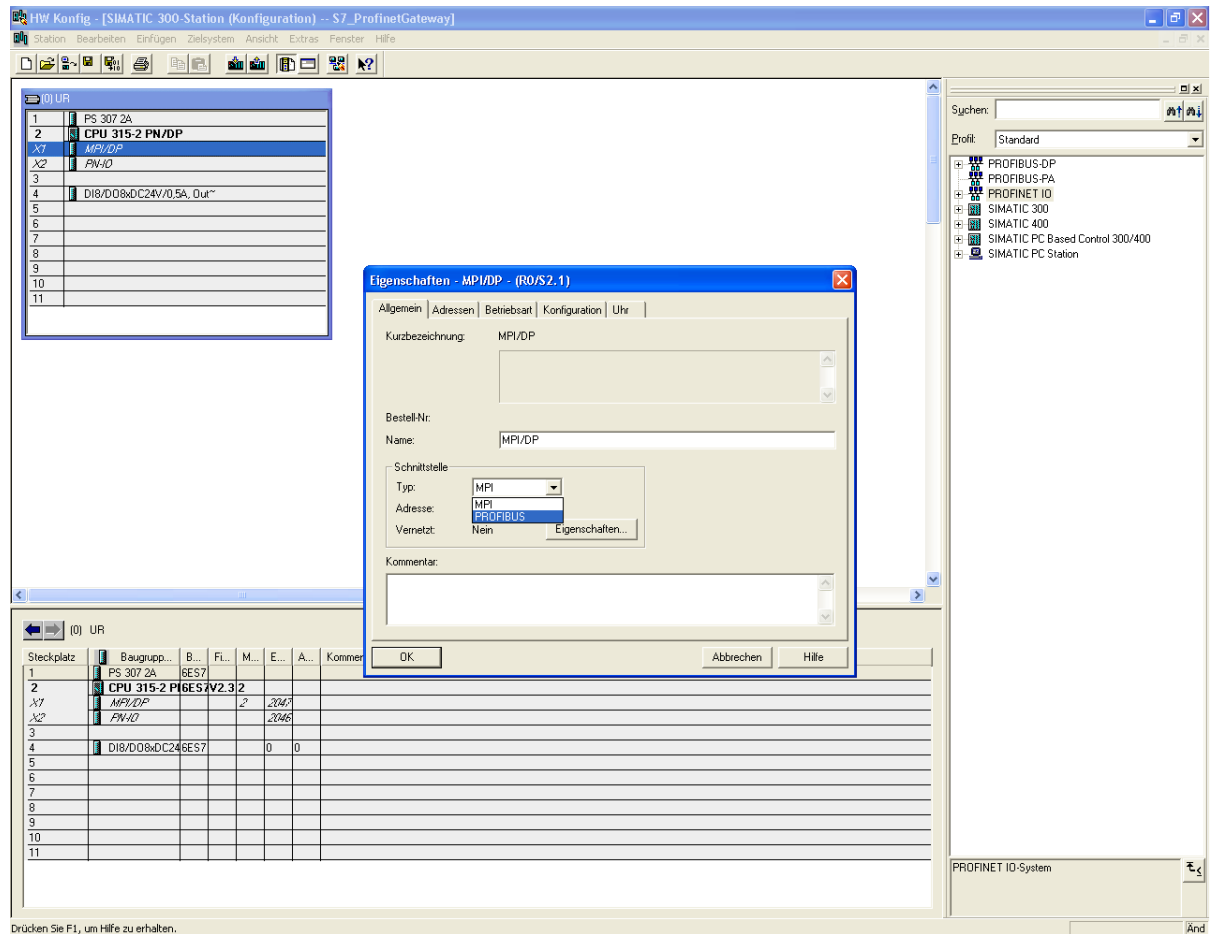 HW Konfig - [SIMATIC 300-Station (Konfiguration) -- S7_ProfinetGateway]
Station Bearbeiten Einfügen Zielsystem Ansicht Extras Fenster Hilfe
(0) UR
1 PS 307 2A
2 CPU 315-2 PN/DP
X1 MPI/DP
X2 PN-IO
3
4 DI8/DO8xDC24V/0,5A, Out~
5
6
7
8
9
10
11
Eigenschaften - MPI/DP - (R0/S2.1)
Allgemein Adressen Betriebsart Konfiguration Uhr
Kurzbezeichnung: MPI/DP
Bestell-Nr.:
Name: MPI/DP
Schnittstelle
Typ: MPI
MPI
Adresse:
PROFIBUS
Vernetzt: Nein Eigenschaften...
Kommentar:
OK Abbrechen Hilfe
Suchen:
Profil: Standard
PROFIBUS-DP
PROFIBUS-PA
PROFINET IO
SIMATIC 300
SIMATIC 400
SIMATIC PC Based Control 300/400
SIMATIC PC Station
PROFINET IO-System
(0) UR
Steckplatz Baugrupp... B... Fi... M... E... A... Kommen
1 PS 307 2A 6ES7
2 CPU 315-2 P 6ES7 V2.3 2
X1 MPI/DP 2 2047
X2 PN-IO 2046
3
4 DI8/DO8xDC24 6ES7 0 0
5
6
7
8
9
10
11
Drücken Sie F1, um Hilfe zu erhalten. Änd